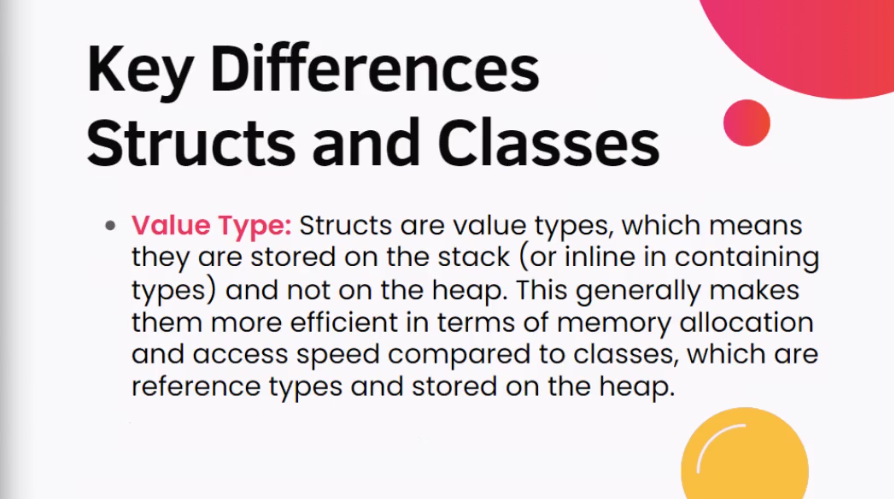 Key Differences
Structs and Classes
• Value Type: Structs are value types, which means
they are stored on the stack (or inline in containing
types) and not on the heap. This generally makes
them more efficient in terms of memory allocation
and access speed compared to classes, which are
reference types and stored on the heap.